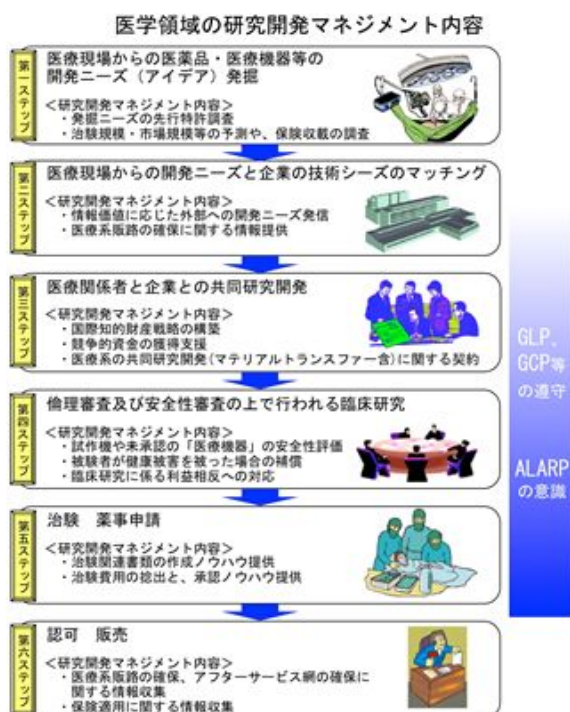 医学領域の研究開発マネジメント内容
第一ステップ
医療現場からの医薬品・医療機器等の
開発ニーズ（アイデア）発掘
＜研究開発マネジメント内容＞
・発掘ニーズの先行特許調査
・治験規模・市場規模等の予測や、保険収載の調査
第二ステップ
医療現場からの開発ニーズと企業の技術シーズのマッチング
＜研究開発マネジメント内容＞
・情報価値に応じた外部への開発ニーズ発信
・医療系販路の確保に関する情報提供
第三ステップ
医療関係者と企業との共同研究開発
＜研究開発マネジメント内容＞
・国際知的財産戦略の構築
・競争的資金の獲得支援
・医療系の共同研究開発(マテリアルトランスファー含)に関する契約
第四ステップ
倫理審査及び安全性審査の上で行われる臨床研究
＜研究開発マネジメント内容＞
・試作機や未承認の「医療機器」の安全性評価
・被験者が健康被害を被った場合の補償
・臨床研究に係る利益相反への対応
第五ステップ
治験 薬事申請
＜研究開発マネジメント内容＞
・治験関連書類の作成ノウハウ提供
・治験費用の捻出と、承認ノウハウ提供
第六ステップ
認可 販売
＜研究開発マネジメント内容＞
・医療系販路の確保、アフターサービス網の確保に
関する情報収集
・保険適用に関する情報収集
GLP、
GCP等
の遵守
ALARP
の意識